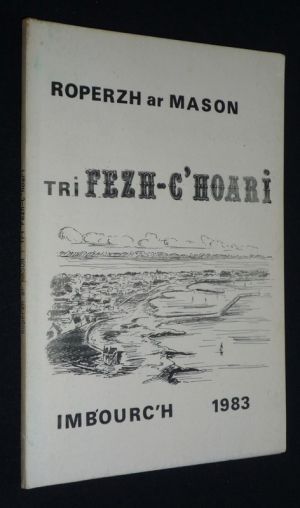 ROPERZH ar MASON
TRi FEZH-C'HOARi
IMBOURC'H 1983